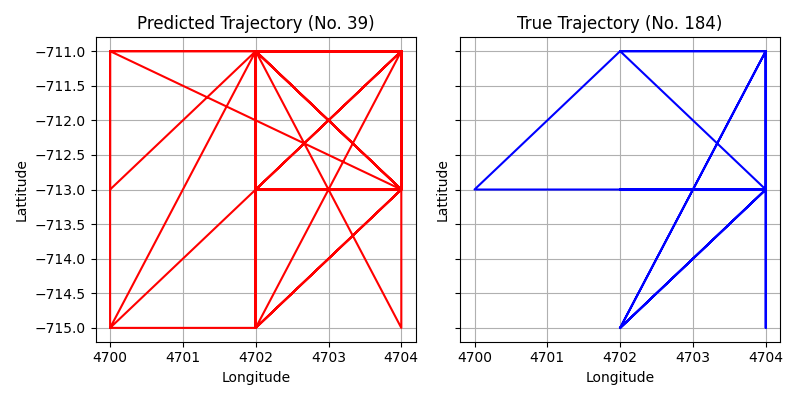 Predicted Trajectory (No. 39)
True Trajectory (No. 184)
Lattitude
−711.0
−711.5
−712.0
−712.5
−713.0
−713.5
−714.0
−714.5
−715.0
4700 4701 4702 4703 4704
Longitude
Lattitude
4700 4701 4702 4703 4704
Longitude